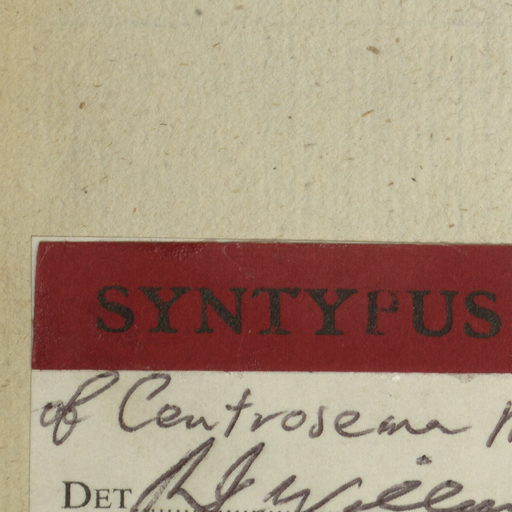 SYNTYPUS
of Centrosema
DET.